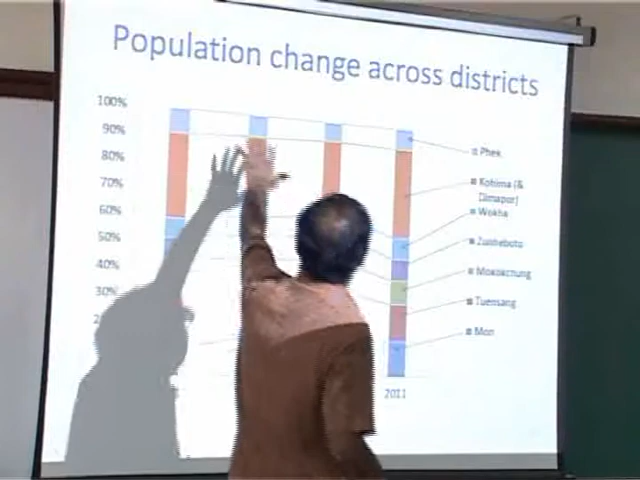 Population change across districts
100%
90%
80%
70%
60%
50%
40%
30%
2
Phek
Kohima (&
Dimapur)
Wokha
Zunheboto
Mokokchung
Tuensang
Mon
2011